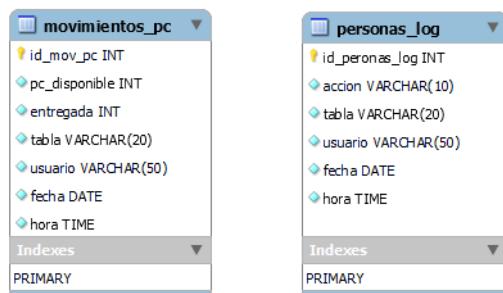 movimientos_pc
id_mov_pc INT
pc_disponible INT
entregada INT
tabla VARCHAR(20)
usuario VARCHAR(50)
fecha DATE
hora TIME
Indexes
PRIMARY
personas_log
id_peronas_log INT
accion VARCHAR(10)
tabla VARCHAR(20)
usuario VARCHAR(50)
fecha DATE
hora TIME
Indexes
PRIMARY